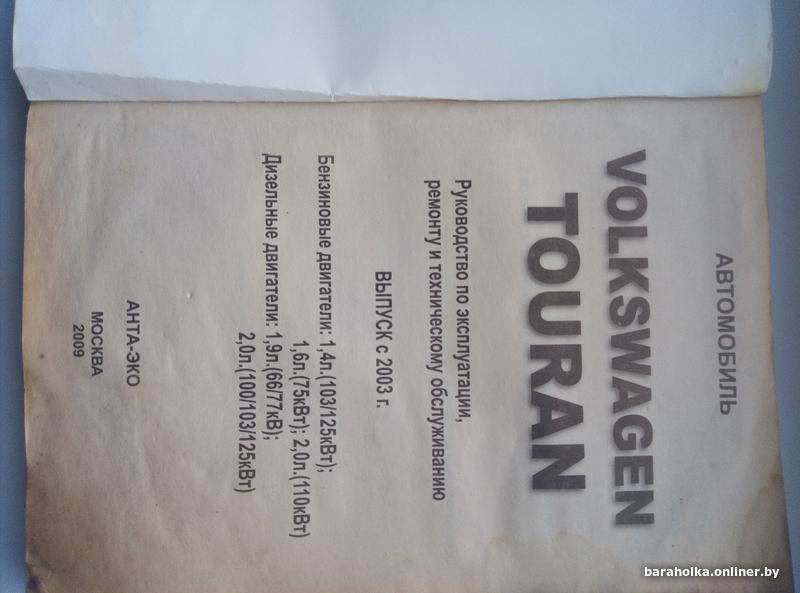 АВТОМОБИЛЬ
VOLKSWAGEN
TOURAN
Руководство по эксплуатации,
ремонту и техническому обслуживанию
ВЫПУСК с 2003 г.
Бензиновые двигатели: 1,4л.(103/125кВт);
1,6л.(75кВт); 2,0л.(110кВт)
Дизельные двигатели: 1,9л.(66/77кВ);
2,0л.(100/103/125кВт)
АНТА-ЭКО
МОСКВА
2009
baraholka.onliner.by